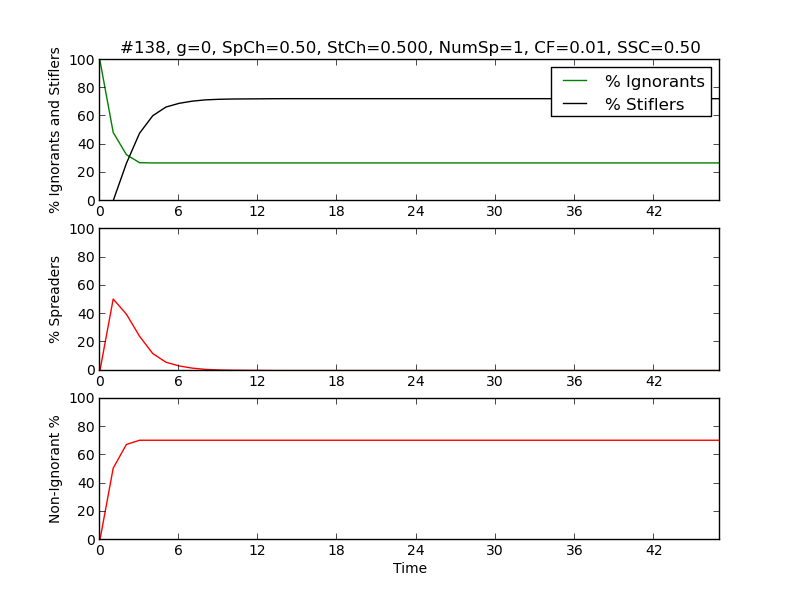 #138, g=0, SpCh=0.50, StCh=0.500, NumSp=1, CF=0.01, SSC=0.50
% Ignorants and Stiflers
100
80
60
40
20
0
% Ignorants
% Stiflers
0 6 12 18 24 30 36 42
% Spreaders
100
80
60
40
20
0
0 6 12 18 24 30 36 42
Non-Ignorant %
100
80
60
40
20
0
0 6 12 18 24 30 36 42
Time